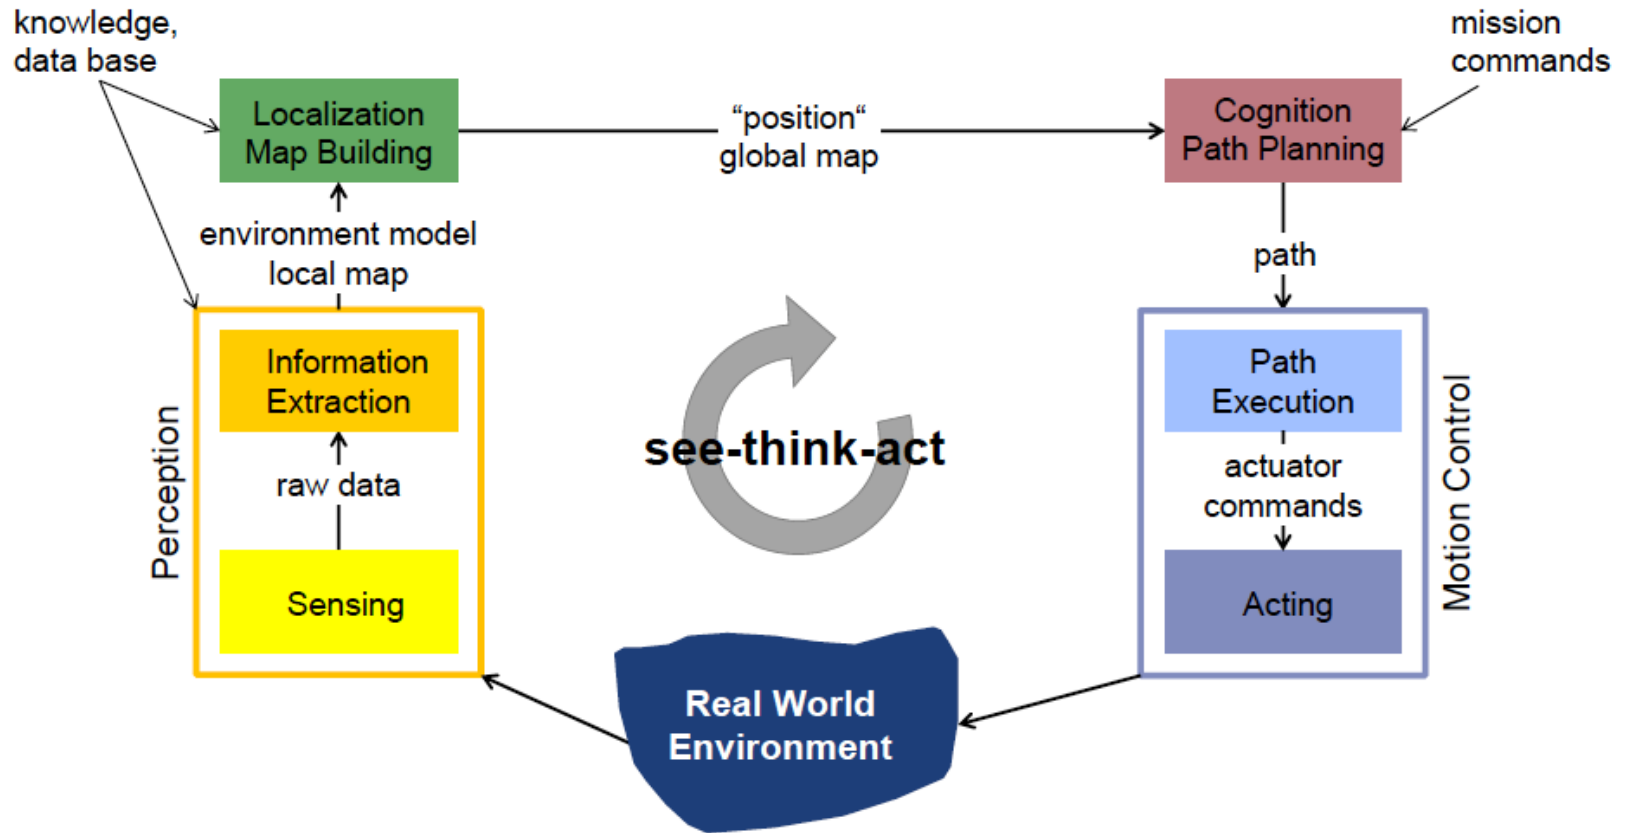 knowledge,
data base
mission
commands
Localization
Map Building
“position“
global map
Cognition
Path Planning
environment model
local map
path
Information
Extraction
raw data
Sensing
Perception
see-think-act
Path
Execution
actuator
commands
Acting
Motion Control
Real World
Environment